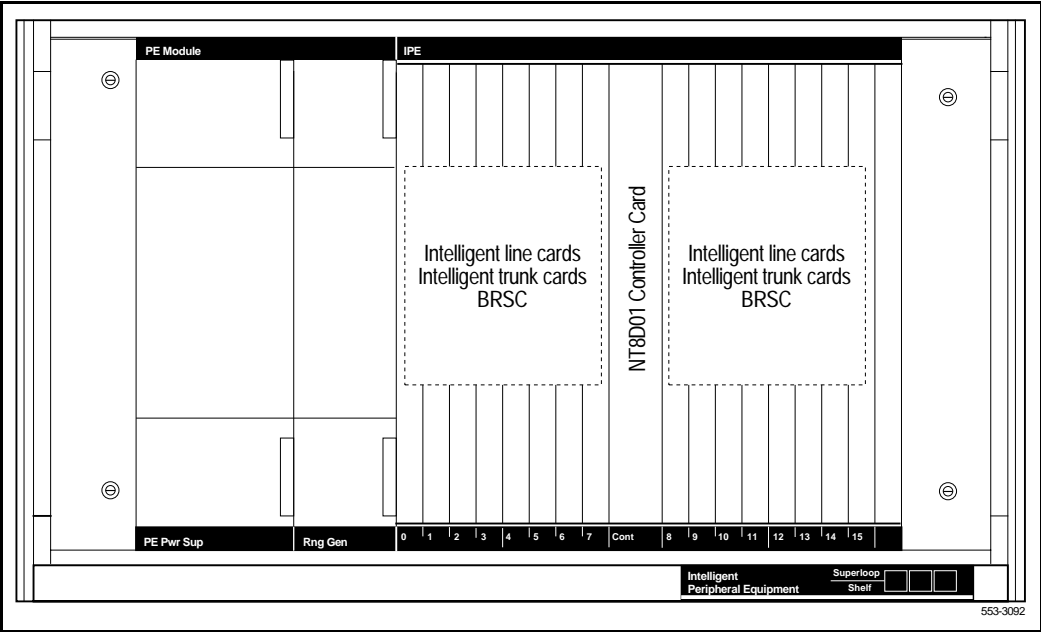 PE Module
IPE
Intelligent line cards
Intelligent trunk cards
BRSC
NT8D01 Controller Card
Intelligent line cards
Intelligent trunk cards
BRSC
PE Pwr Sup
Rng Gen
0 1 2 3 4 5 6 7 Cont 8 9 10 11 12 13 14 15
Intelligent
Peripheral Equipment
Superloop
Shelf
553-3092